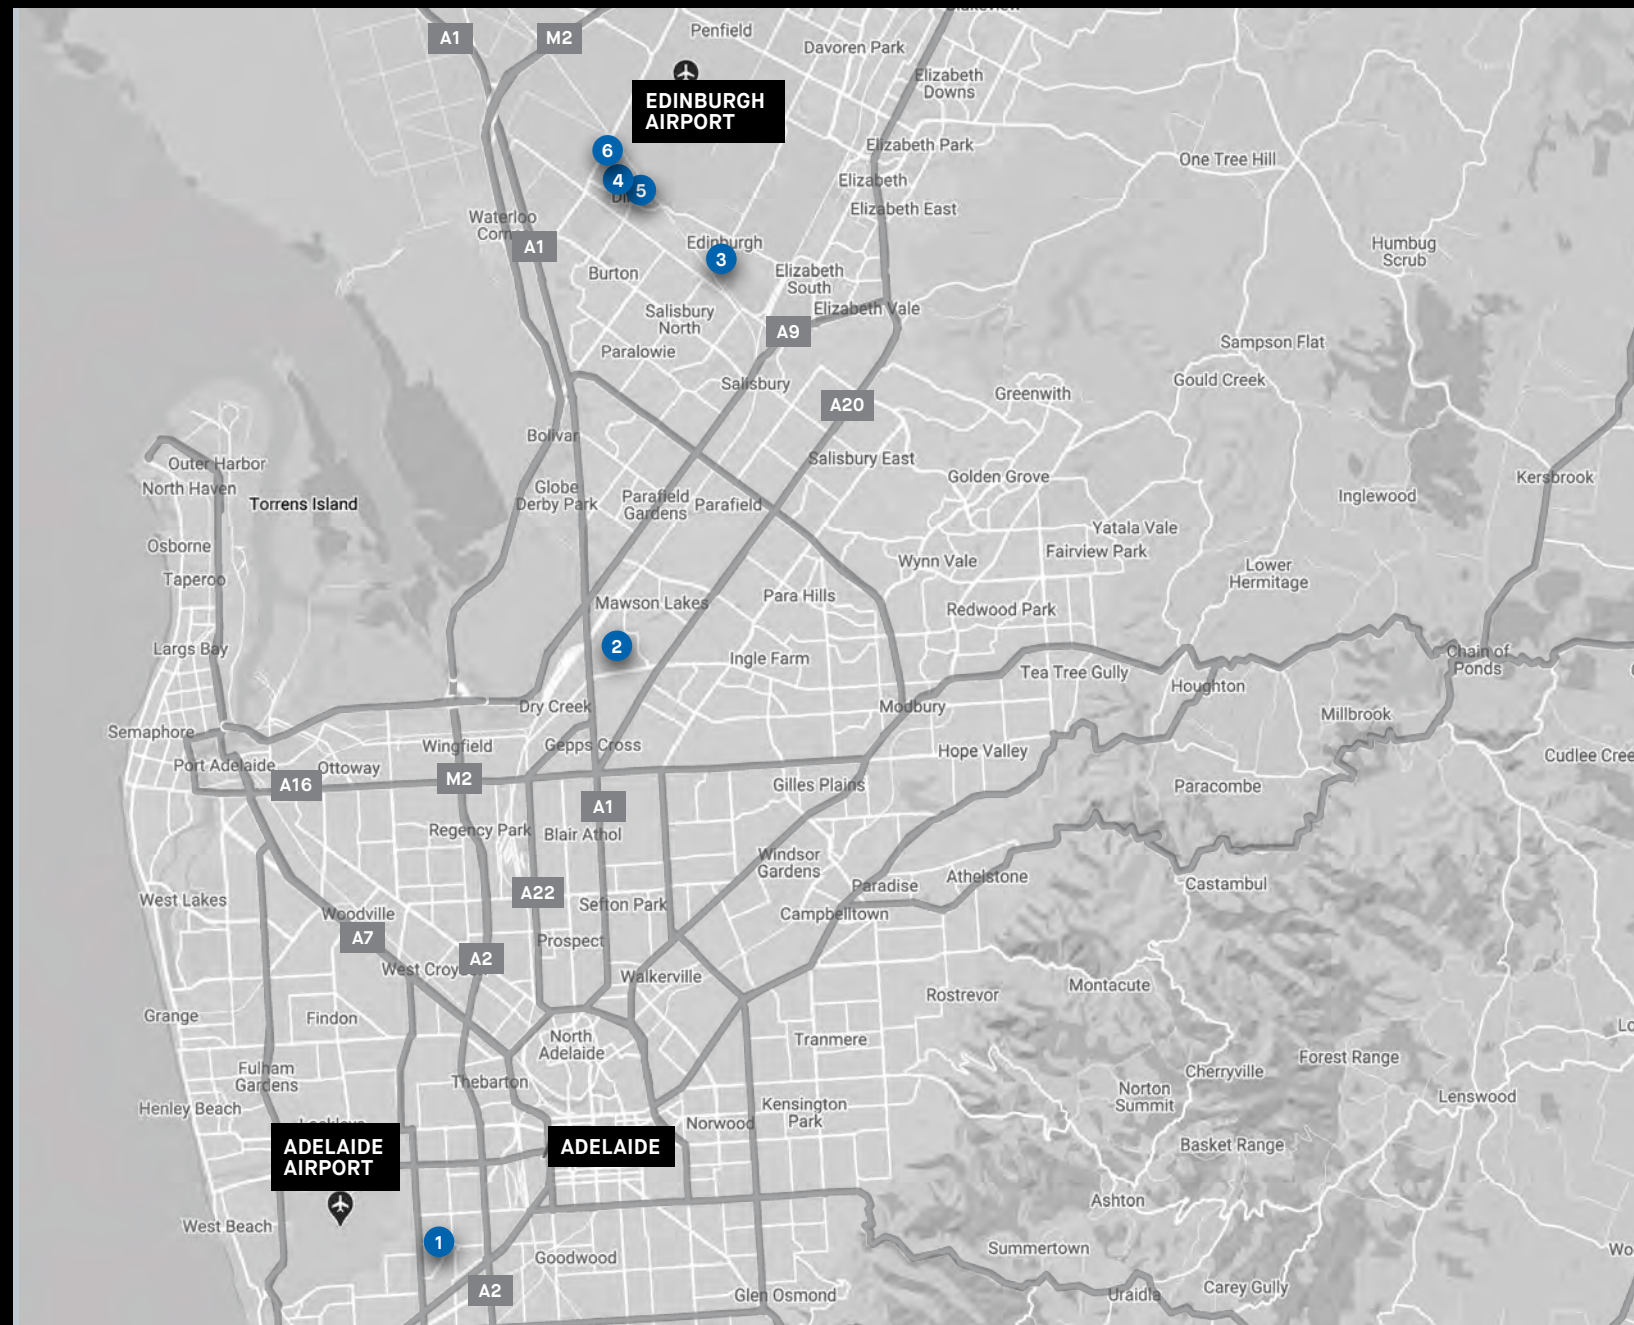 Blakeview
A1
M2
Penfield
Davoren Park
Elizabeth
Downs
EDINBURGH
AIRPORT
6
Elizabeth Park
One Tree Hill
4
5
Elizabeth
Elizabeth East
Waterloo
A1
Edinburgh
3
Humbug
Scrub
Burton
Elizabeth
South
Elizabeth Vale
Salisbury
North
A9
Sampson Flat
Paralowie
Salisbury
Gould Creek
Greenwith
A20
Bolivar
Outer Harbor
Salisbury East
North Haven
Golden Grove
Kersbrook
Torrens Island
Globe
Derby Park
Parafield
Gardens
Parafield
Inglewood
Yatala Vale
Osborne
Fairview Park
Wynn Vale
Taperoo
Lower
Hermitage
Mawson Lakes
Para Hills
Redwood Park
Largs Bay
2
Ingle Farm
Chain of
Ponds
Tea Tree Gully
Houghton
Dry Creek
Modbury
Millbrook
Semaphore
Wingfield
Gepps Cross
Hope Valley
Cudlee Cree
Port Adelaide
Ottoway
A16
M2
Gilles Plains
Paracombe
A1
Regency Park
Blair Athol
Windsor
Gardens
Athelstone
Paradise
Castambul
A22
West Lakes
Sefton Park
Woodville
Campbelltown
A7
Prospect
A2
West Croy
Walkerville
Montacute
Rostrevor
Grange
Findon
North
Adelaide
Tranmere
Forest Range
Fulham
Gardens
Thebarton
Cherryville
Norton
Summit
Lenswood
Henley Beach
Kensington
Park
Norwood
ADELAIDE
AIRPORT
ADELAIDE
Basket Range
Ashton
West Beach
1
Goodwood
Summertown
Carey Gully
A2
Glen Osmond
Uraidla